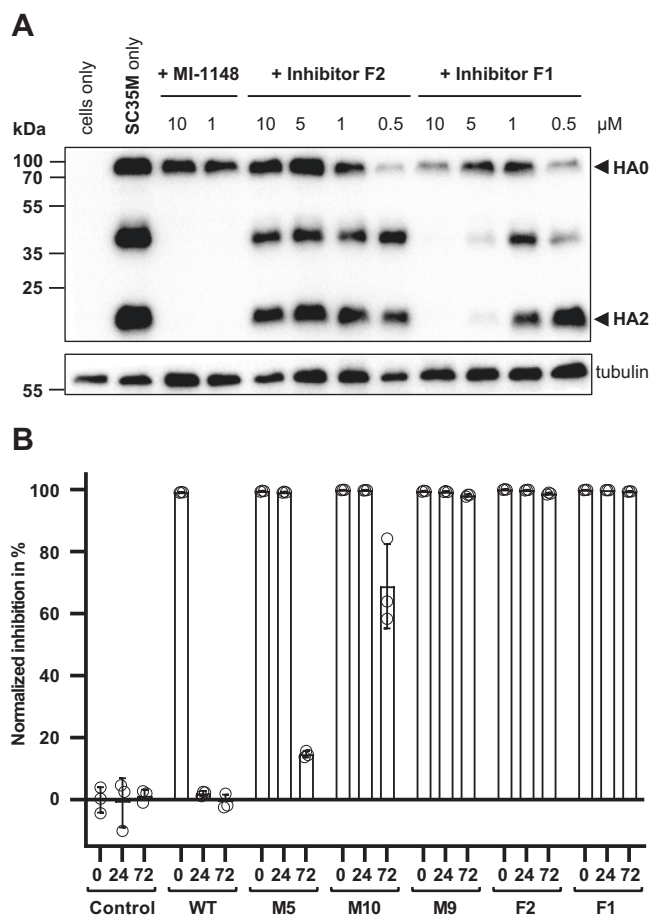 A
cells only
SC35M only
+ MI-1148 + Inhibitor F2 + Inhibitor F1
kDa 10 1 10 5 1 0.5 10 5 1 0.5 µM
100
70
HA0
55
35
25
HA2
55
tubulin
B
Normalized inhibition in %
100
80
60
40
20
0
0 24 72 0 24 72 0 24 72 0 24 72 0 24 72 0 24 72 0 24 72
Control WT M5 M10 M9 F2 F1